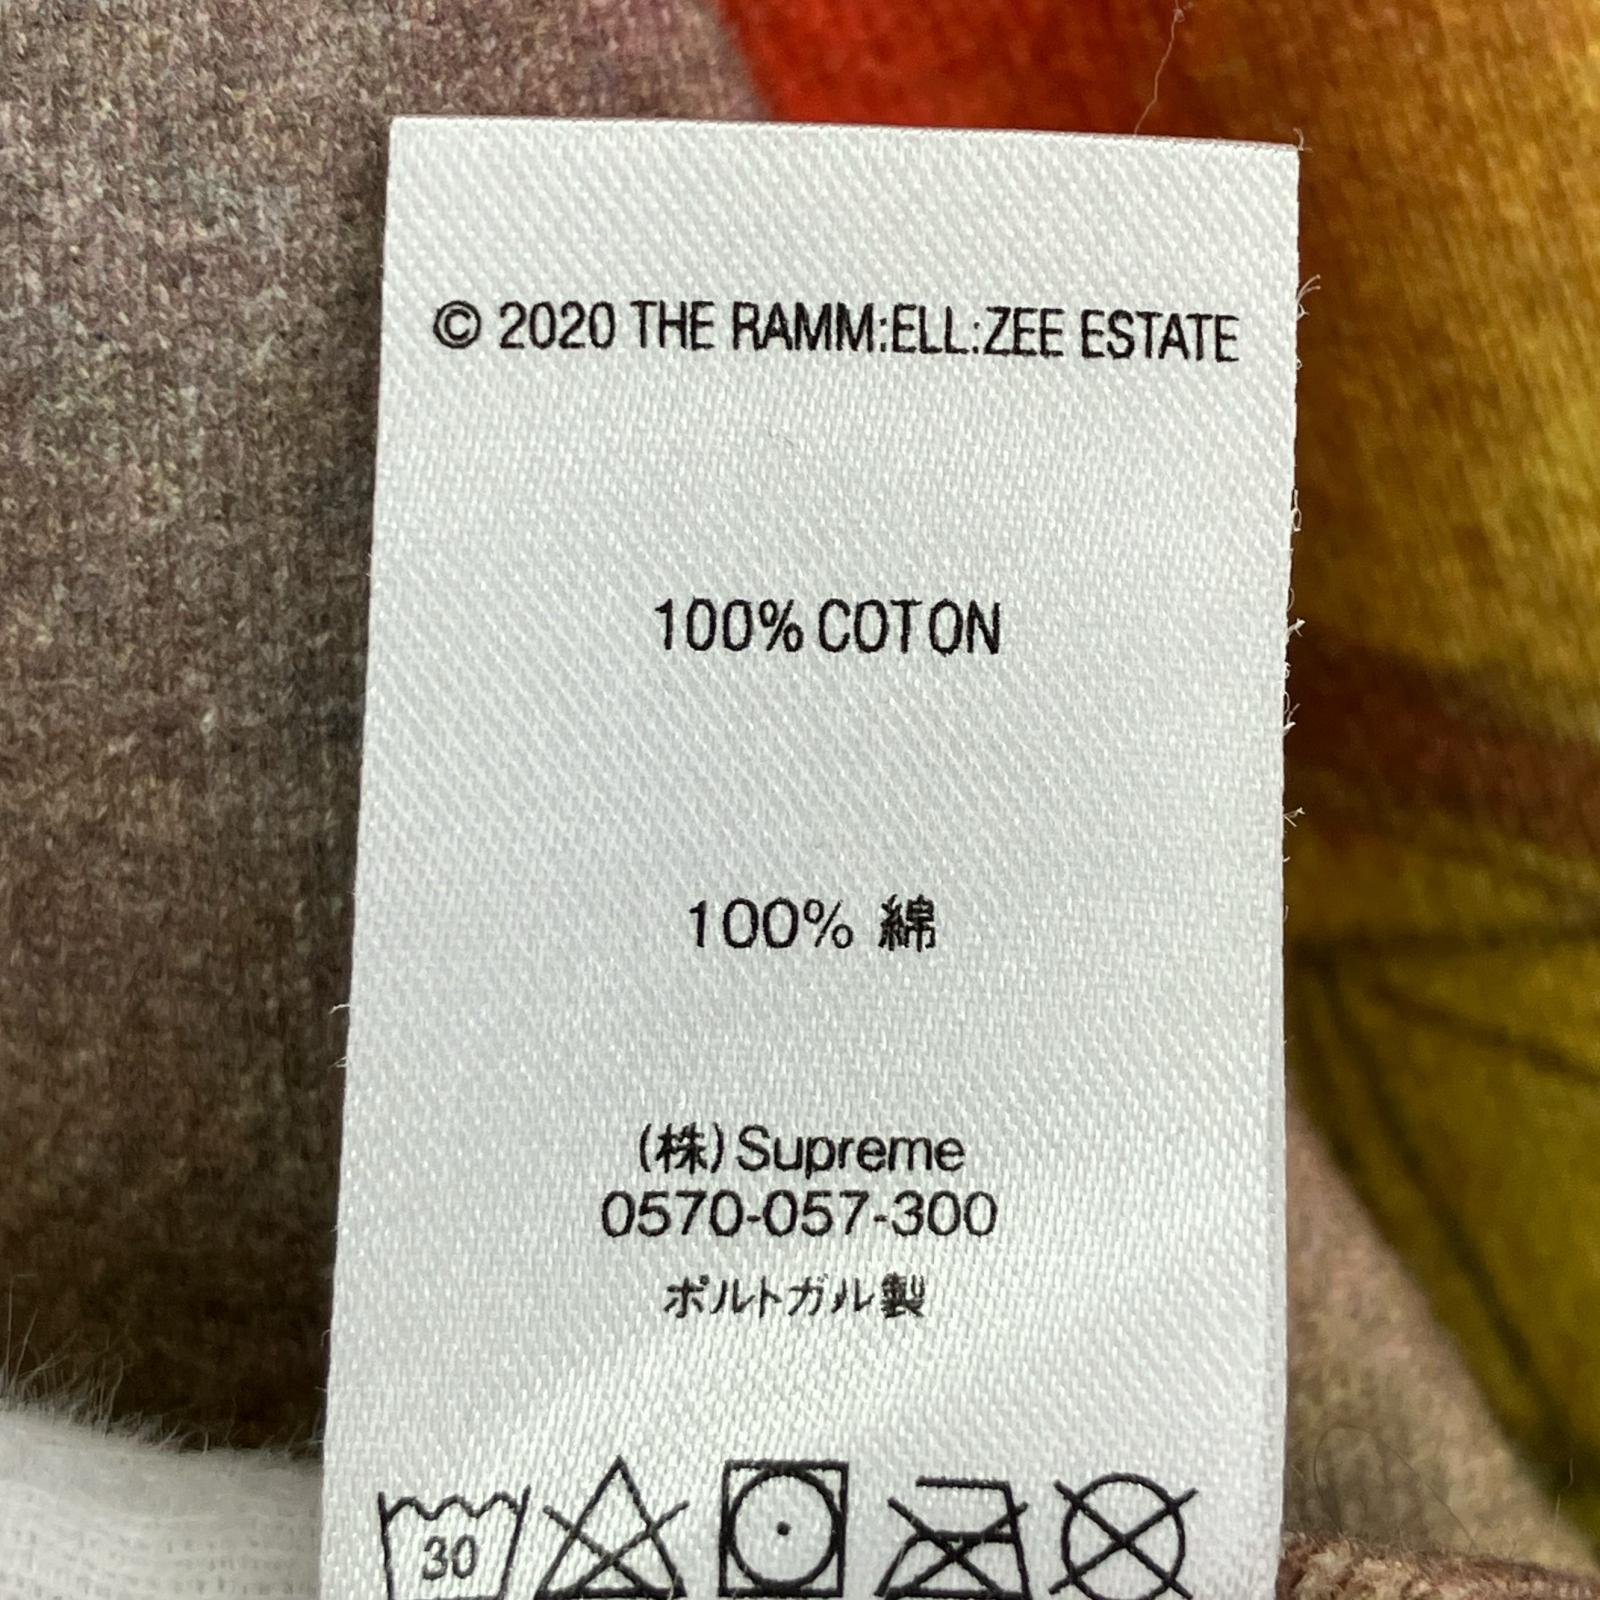 © 2020 THE RAMM:ELL:ZEE ESTATE
100% COTON
100% 綿
(株)Supreme
0570-057-300
ポルトガル製
30